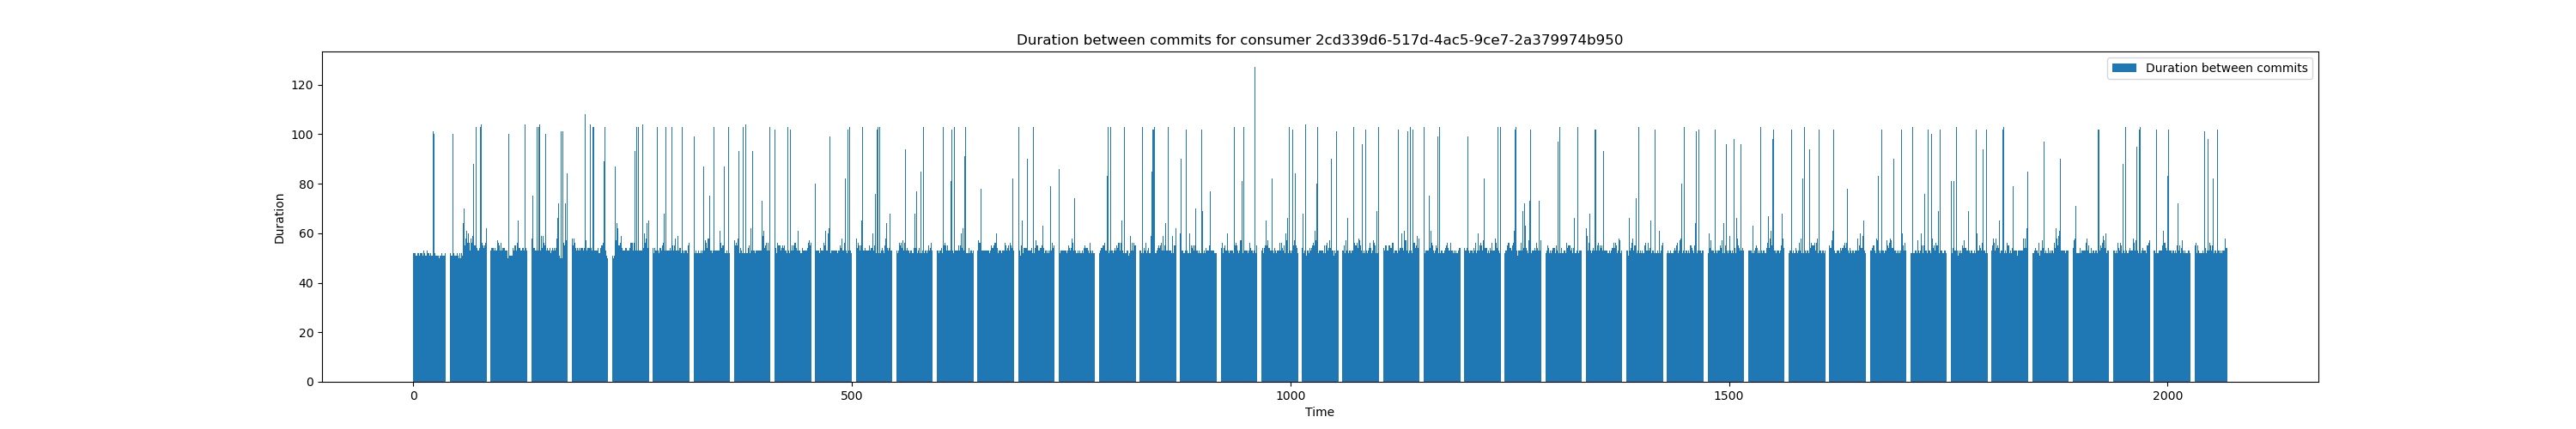 Duration between commits for consumer 2cd339d6-517d-4ac5-9ce7-2a379974b950
Duration between commits
120
100
80
60
40
20
0
Duration
0 500 1000 1500 2000
Time